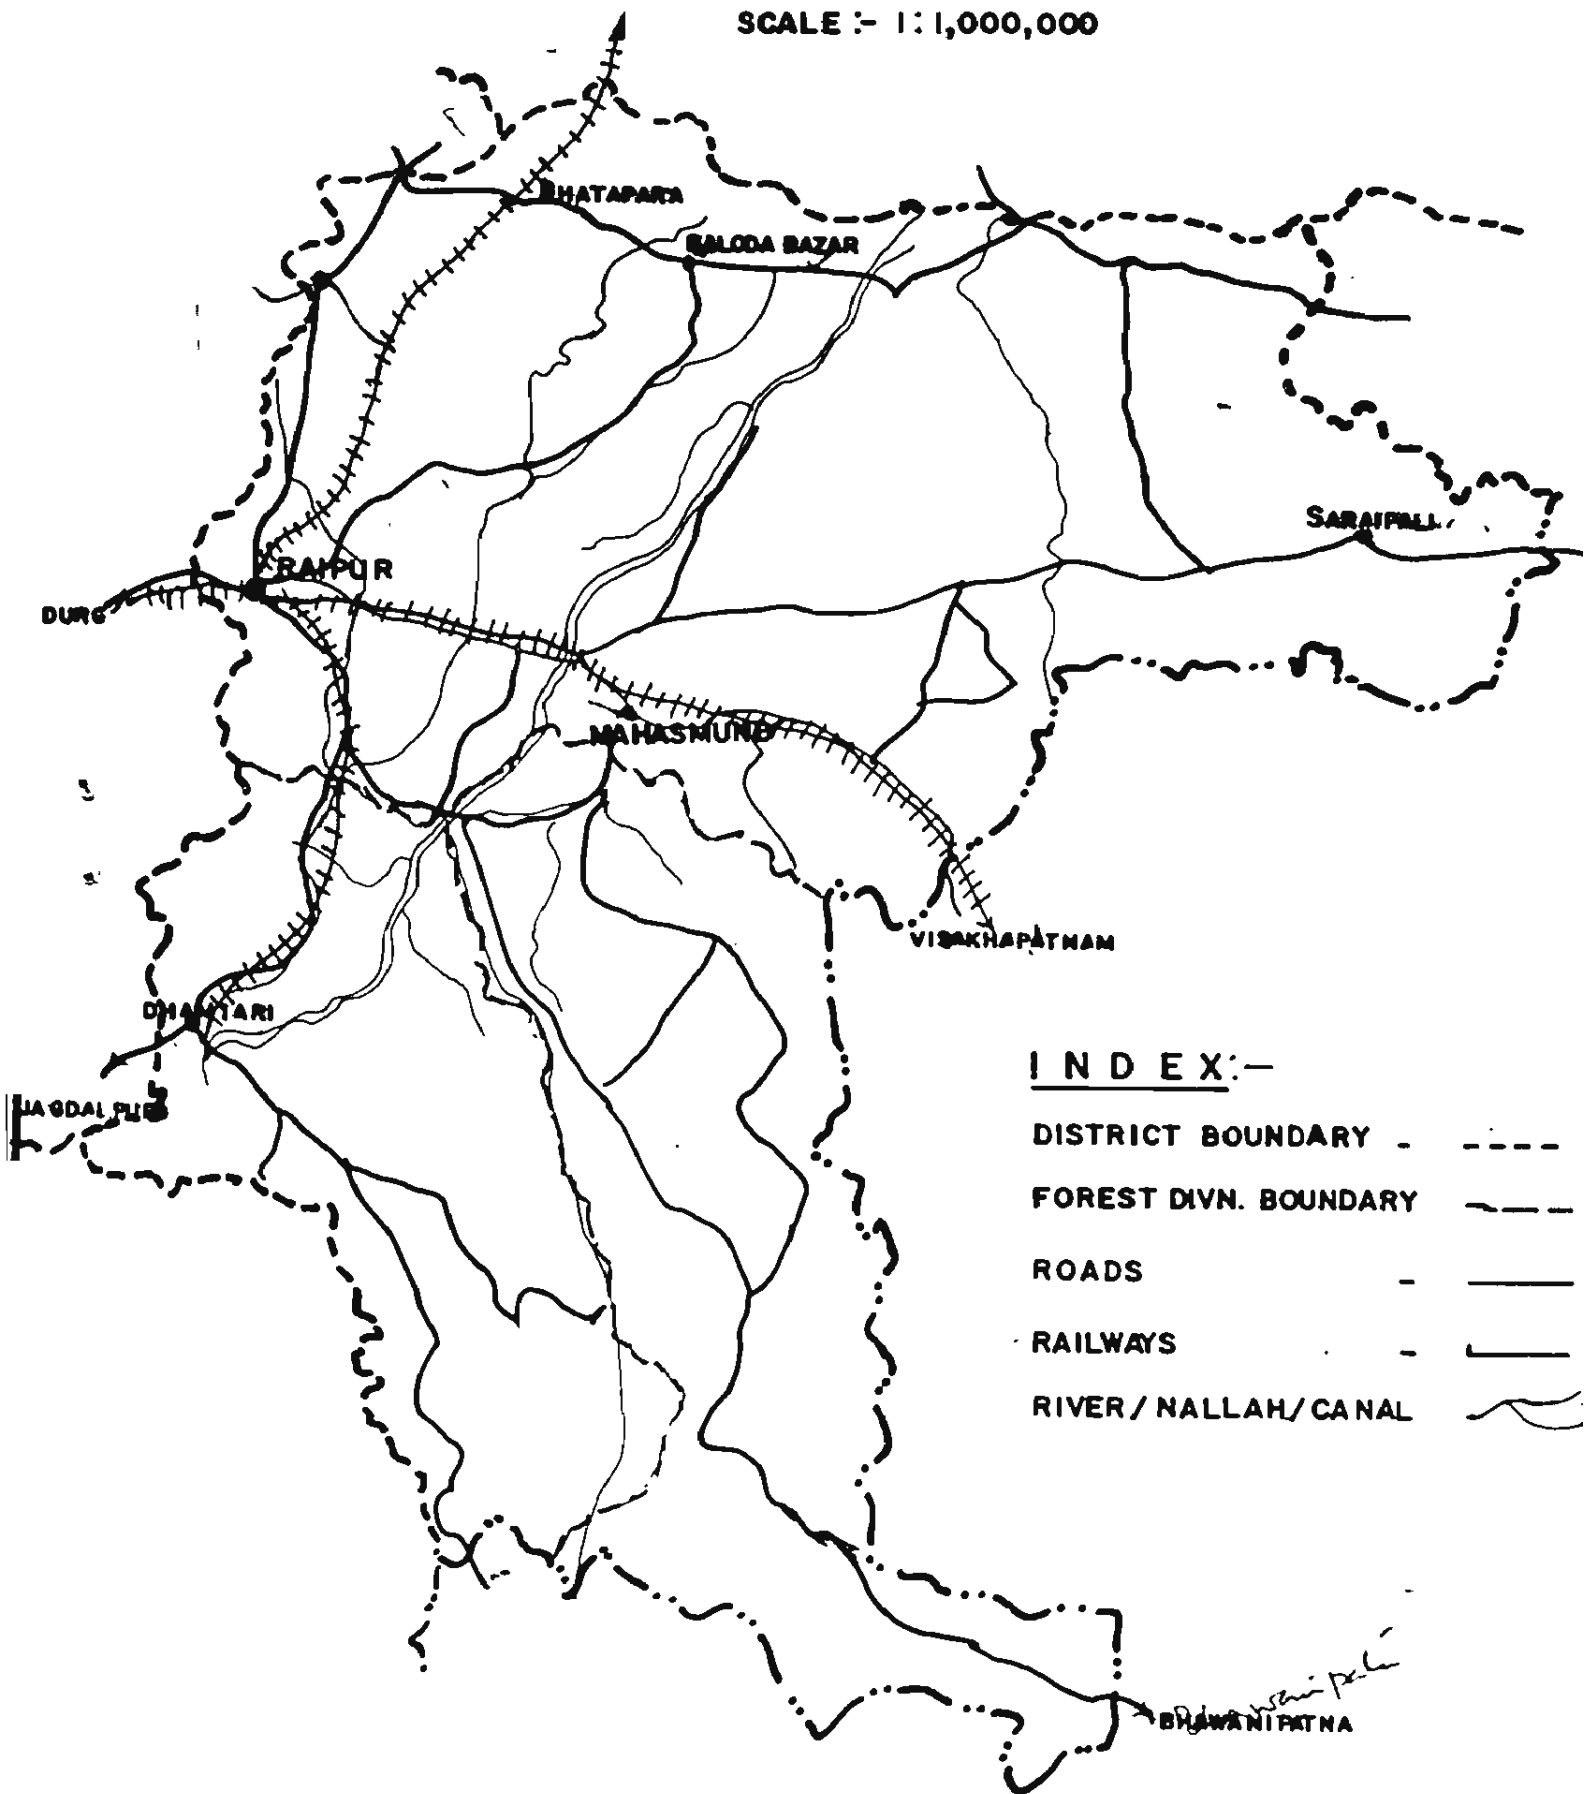 SCALE :- 1:1,000,000
BHATAPARA
BALODA BAZAR
SARAIPALI
RAIPUR
DURG
MAHASMUND
VISAKHAPATNAM
DHAMTARI
JAGDALPUR
INDEX:-
DISTRICT BOUNDARY -
FOREST DIVN. BOUNDARY
ROADS -
RAILWAYS -
RIVER/NALLAH/CANAL
BHAWANIPATNA